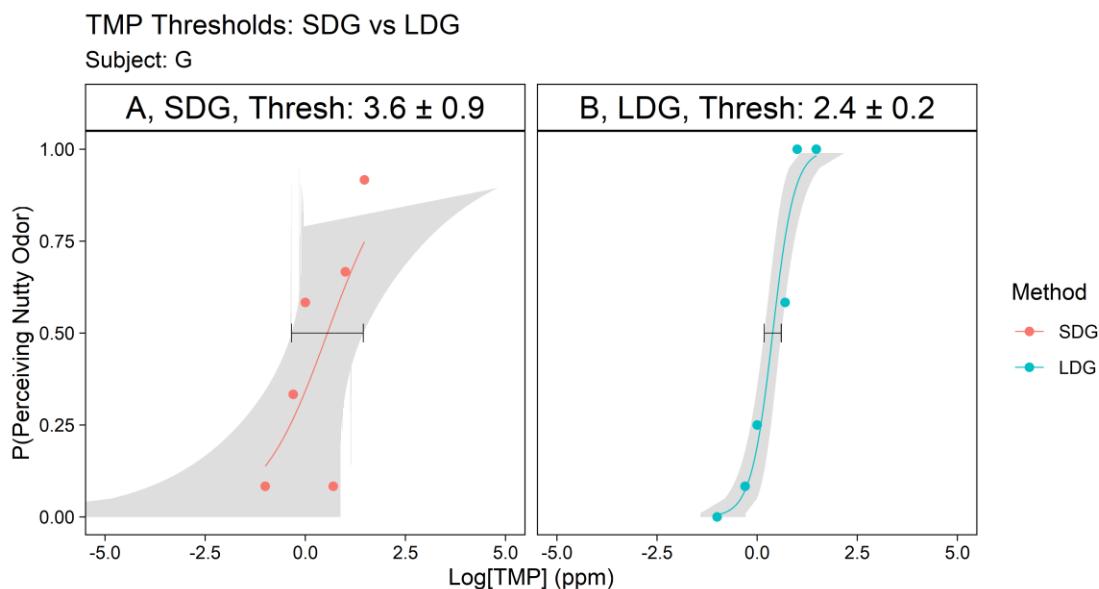 TMP Thresholds: SDG vs LDG
Subject: G
A, SDG, Thresh: 3.6 ± 0.9
B, LDG, Thresh: 2.4 ± 0.2
P(Perceiving Nutty Odor)
1.00
0.75
0.50
0.25
0.00
-5.0 -2.5 0.0 2.5 5.0
-5.0 -2.5 0.0 2.5 5.0
Log[TMP] (ppm)
Method
SDG
LDG